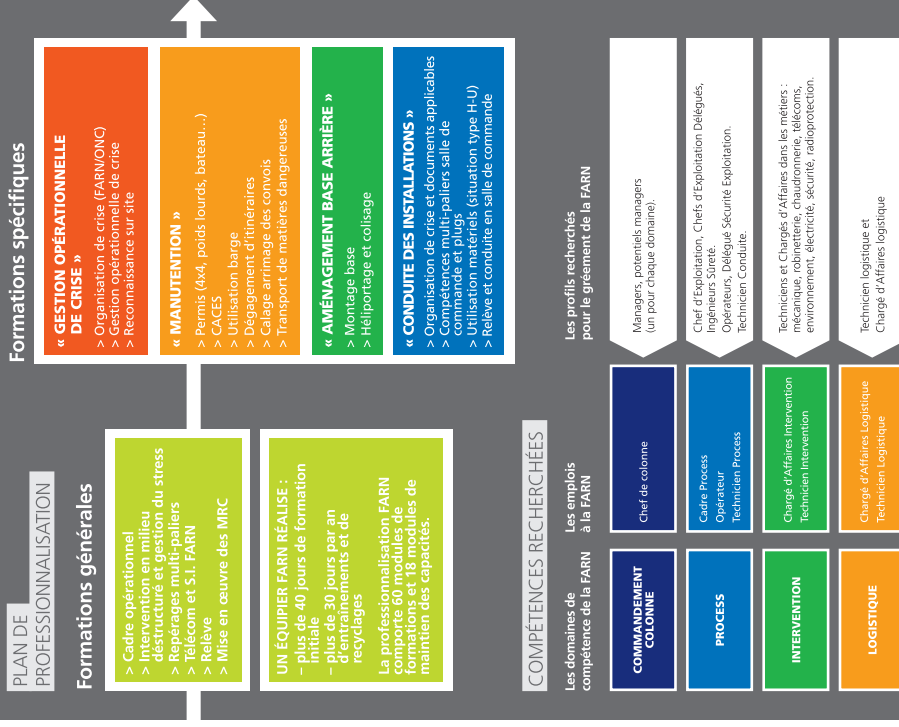 PLAN DE
PROFESSIONNALISATION
Formations générales
> Cadre opérationnel
> Intervention en milieu
déstructuré et gestion du stress
> Repérages multi-paliers
> Télécom et S.I. FARN
> Relève
> Mise en œuvre des MRC
UN ÉQUIPIER FARN RÉALISE :
– plus de 40 jours de formation
initiale
– plus de 30 jours par an
d'entraînements et de
recyclages
La professionnalisation FARN
comporte 60 modules de
formations et 18 modules de
maintien des capacités.
Formations spécifiques
« GESTION OPÉRATIONNELLE
DE CRISE »
> Organisation de crise (FARN/ONC)
> Gestion opérationnelle de crise
> Reconnaissance sur site
« MANUTENTION »
> Permis (4x4, poids lourds, bateau…)
> CACES
> Utilisation barge
> Dégagement d'itinéraires
> Calage arrimage des convois
> Transport de matières dangereuses
« AMÉNAGEMENT BASE ARRIÈRE »
> Montage base
> Héliportage et colisage
« CONDUITE DES INSTALLATIONS »
> Organisation de crise et documents applicables
> Compétences multi-paliers salle de
commande et plugs
> Utilisation matériels (situation type H-U)
> Relève et conduite en salle de commande
COMPÉTENCES RECHERCHÉES
Les domaines de
compétence de la FARN
Les emplois
à la FARN
Les profils recherchés
pour le gréement de la FARN
COMMANDEMENT
COLONNE
Chef de colonne
Managers, potentiels managers
(un pour chaque domaine).
PROCESS
Cadre Process
Opérateur
Technicien Process
Chef d'Exploitation, Chefs d'Exploitation Délégués,
Ingénieurs Sûreté.
Opérateurs, Délégué Sécurité Exploitation.
Technicien Conduite.
INTERVENTION
Chargé d'Affaires Intervention
Technicien Intervention
Techniciens et Chargés d'Affaires dans les métiers :
mécanique, robinetterie, chaudronnerie, télécoms,
environnement, électricité, sécurité, radioprotection.
LOGISTIQUE
Chargé d'Affaires Logistique
Technicien Logistique
Technicien logistique et
Chargé d'Affaires logistique